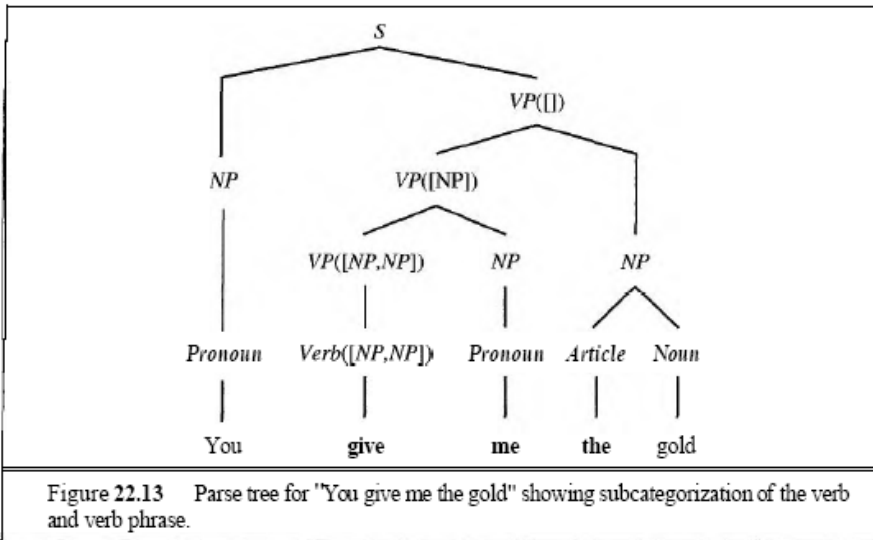 S
VP([])
NP VP([NP])
VP([NP,NP]) NP NP
Pronoun Verb([NP,NP]) Pronoun Article Noun
You give me the gold
Figure 22.13 Parse tree for "You give me the gold" showing subcategorization of the verb
and verb phrase.